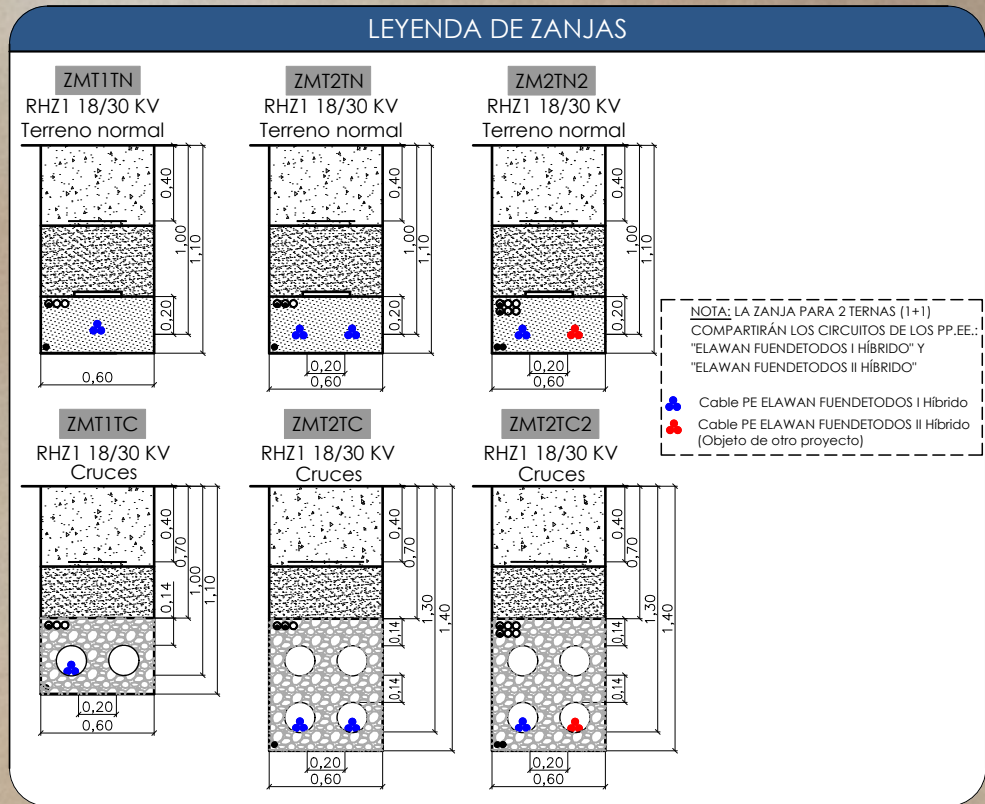 LEYENDA DE ZANJAS
ZMT1TN
RHZ1 18/30 KV
Terreno normal
0,40
1,00
1,10
0,20
0,60
ZMT2TN
RHZ1 18/30 KV
Terreno normal
0,40
1,00
1,10
0,20
0,20
0,60
ZM2TN2
RHZ1 18/30 KV
Terreno normal
0,40
1,00
1,10
0,20
0,20
0,60
NOTA: LA ZANJA PARA 2 TERNAS (1+1)
COMPARTIRÁN LOS CIRCUITOS DE LOS PP.EE.:
"ELAWAN FUENDETODOS I HÍBRIDO" Y
"ELAWAN FUENDETODOS II HÍBRIDO"
Cable PE ELAWAN FUENDETODOS I Híbrido
Cable PE ELAWAN FUENDETODOS II Híbrido
(Objeto de otro proyecto)
ZMT1TC
RHZ1 18/30 KV
Cruces
0,40
0,70
1,00
1,10
0,14
0,20
0,60
ZMT2TC
RHZ1 18/30 KV
Cruces
0,40
0,70
1,30
1,40
0,14
0,14
0,20
0,60
ZMT2TC2
RHZ1 18/30 KV
Cruces
0,40
0,70
1,30
1,40
0,14
0,14
0,20
0,60